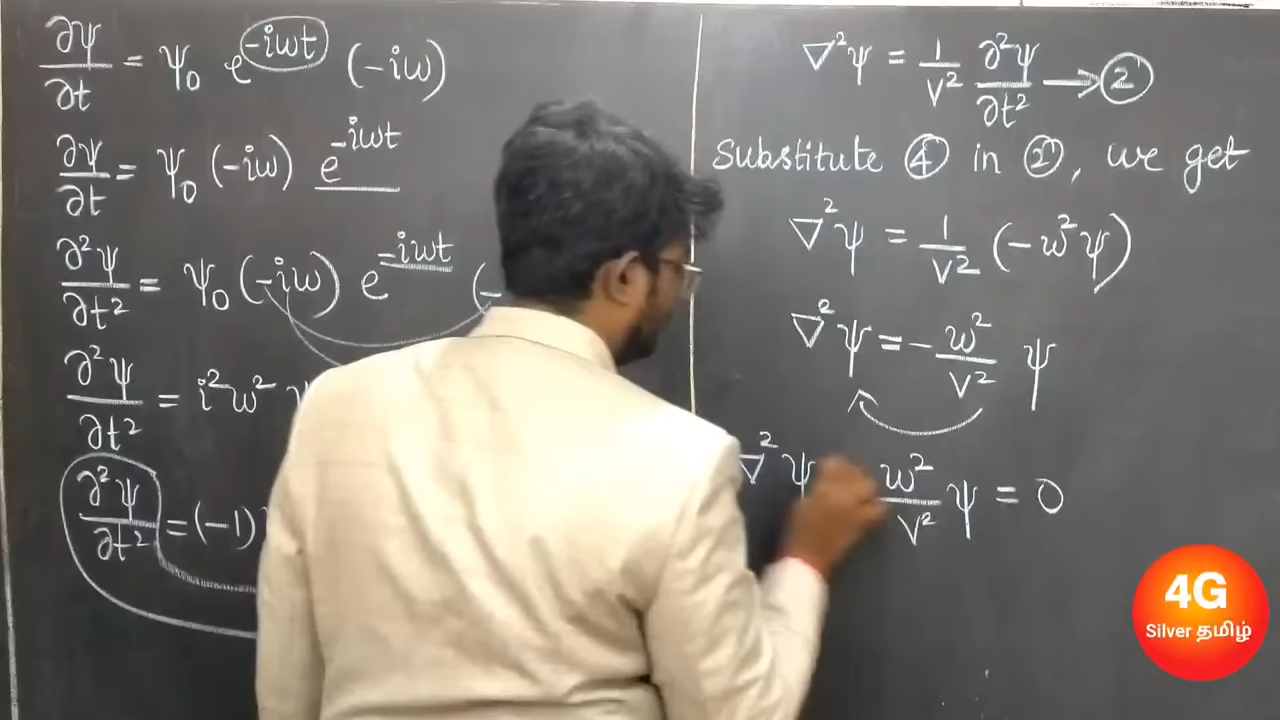 ∂ψ/∂t = ψ₀ e^(-iωt) (-iω)
∂ψ/∂t = ψ₀ (-iω) e^(-iωt)
∂²ψ/∂t² = ψ₀ (-iω) e^(-iωt) (-
∂²ψ/∂t² = i²ω²
∂²ψ/∂t² = (-1)
∇²ψ = 1/v² ∂²ψ/∂t² → ②
Substitute ④ in ②, we get
∇²ψ = 1/v² (-ω²ψ)
∇²ψ = - ω²/v² ψ
∇²ψ ω²/v² ψ = 0
4G
Silver தமிழ்